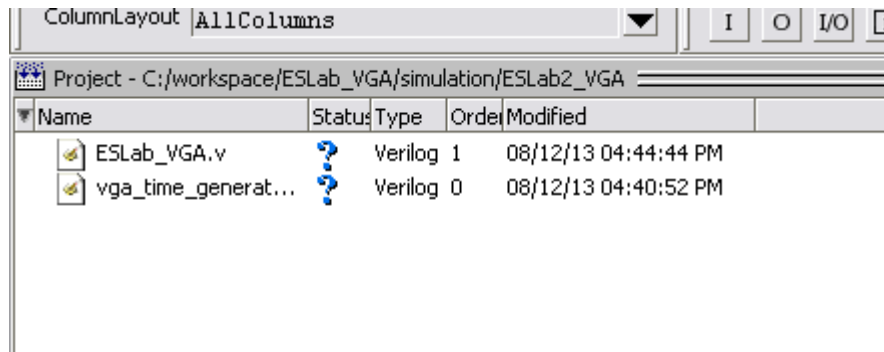 ColumnLayout AllColumns I O I/O
Project - C:/workspace/ESLab_VGA/simulation/ESLab2_VGA
Name Status Type Order Modified
ESLab_VGA.v ? Verilog 1 08/12/13 04:44:44 PM
vga_time_generat... ? Verilog 0 08/12/13 04:40:52 PM